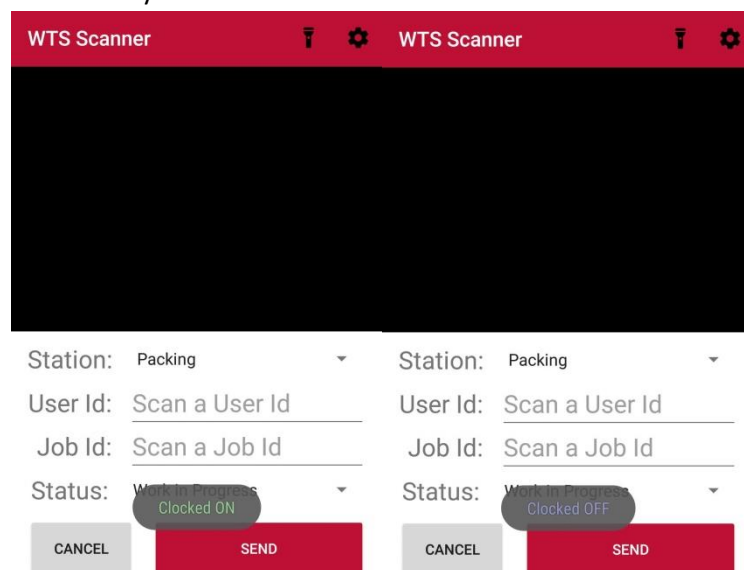 WTS Scanner
Station: Packing
User Id: Scan a User Id
Job Id: Scan a Job Id
Status: Work in Progress
Clocked ON
CANCEL SEND
WTS Scanner
Station: Packing
User Id: Scan a User Id
Job Id: Scan a Job Id
Status: Work in Progress
Clocked OFF
CANCEL SEND